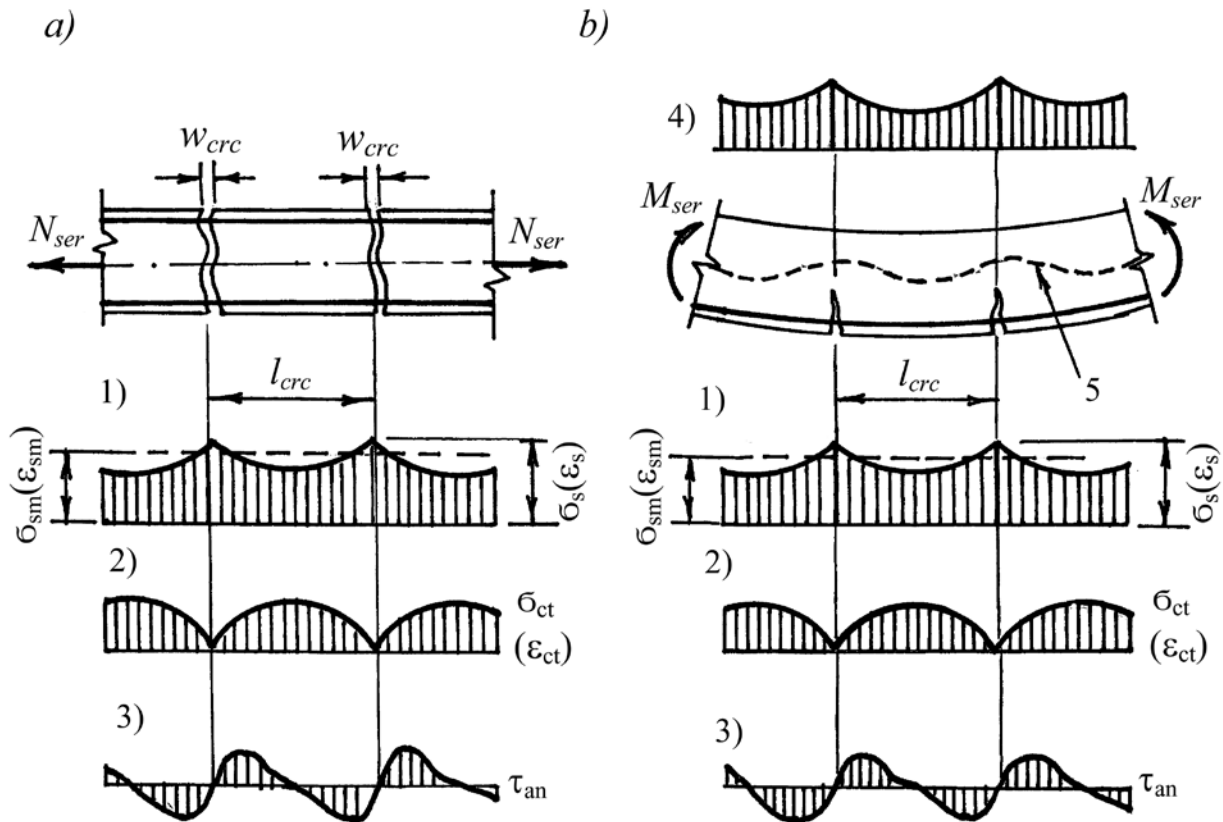 a)
w_crc w_crc
N_ser N_ser
1) l_crc
σ_sm(ε_sm) σ_s(ε_s)
2)
σ_ct
(ε_ct)
3)
τ_an
b)
4)
M_ser M_ser
5
1) l_crc
σ_sm(ε_sm) σ_s(ε_s)
2)
σ_ct
(ε_ct)
3)
τ_an